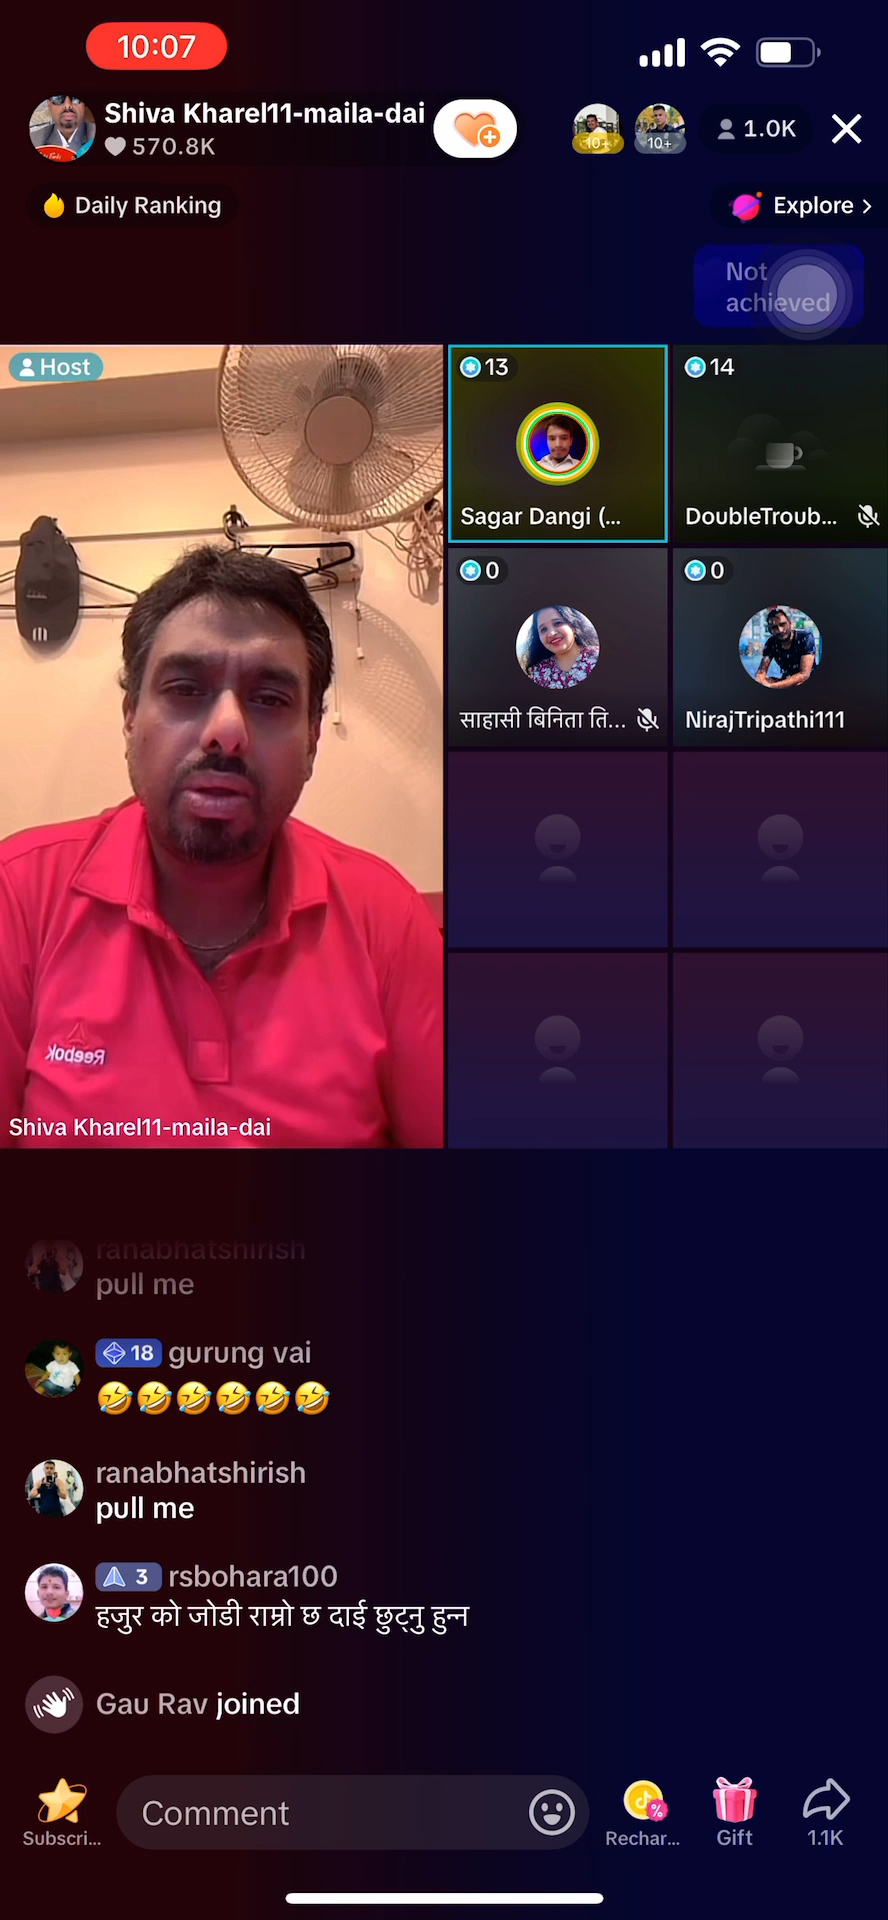 10:07
Shiva Kharel11-maila-dai
570.8K
10+
10+
1.0K
Daily Ranking
Explore >
Not
achieved
Host
13
14
Sagar Dangi (...
DoubleTroub...
0
0
साहासी बिनिता ति...
NirajTripathi111
Reebok
Shiva Kharel11-maila-dai
ranabhatshirish
pull me
18 gurung vai
🤣🤣🤣🤣🤣🤣
ranabhatshirish
pull me
3 rsbohara100
हजुर को जोडी राम्रो छ दाई छुट्नु हुन्न
Gau Rav joined
Comment
Subscri...
Rechar...
Gift
1.1K